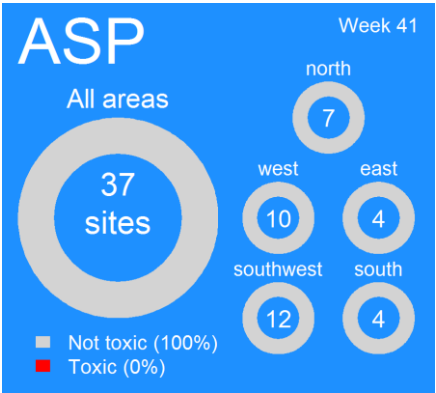 ASP
Week 41
All areas
37
sites
north
7
west
10
east
4
southwest
12
south
4
Not toxic (100%)
Toxic (0%)